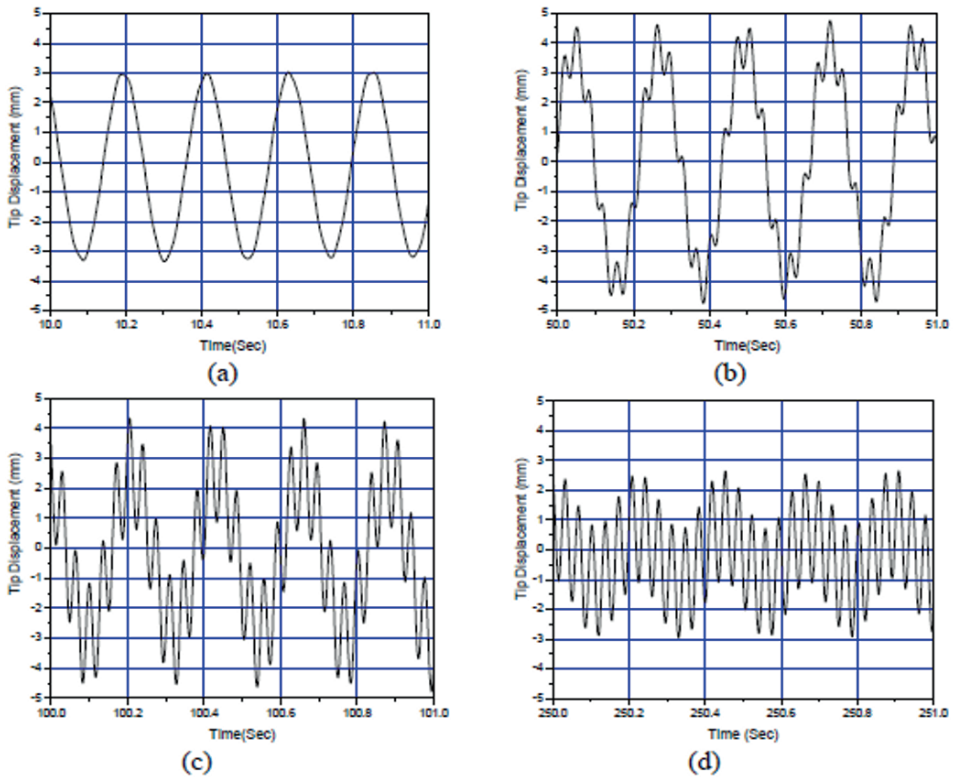 Tip Displacement (mm)
5
4
3
2
1
0
-1
-2
-3
-4
-5
10.0 10.2 10.4 10.6 10.8 11.0
Time(Sec)
(a)
Tip Displacement (mm)
5
4
3
2
1
0
-1
-2
-3
-4
-5
50.0 50.2 50.4 50.6 50.8 51.0
Time(Sec)
(b)
Tip Displacement (mm)
5
4
3
2
1
0
-1
-2
-3
-4
-5
100.0 100.2 100.4 100.6 100.8 101.0
Time(Sec)
(c)
Tip Displacement (mm)
5
4
3
2
1
0
-1
-2
-3
-4
-5
250.0 250.2 250.4 250.6 250.8 251.0
Time (Sec)
(d)